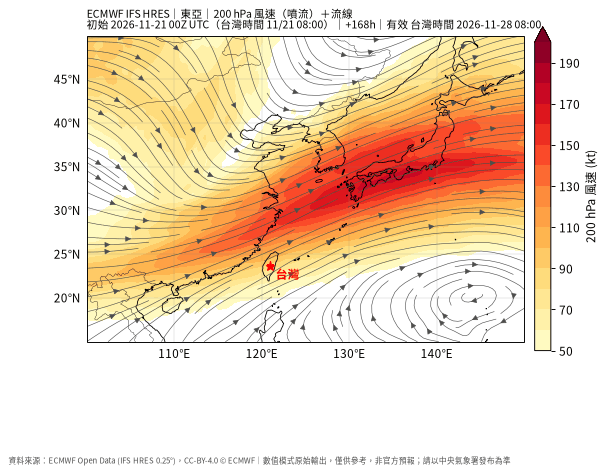 ECMWF IFS HRES｜東亞｜200 hPa 風速（噴流）＋流線
初始 2026-11-21 00Z UTC（台灣時間 11/21 08:00）｜+168h｜有效 台灣時間 2026-11-28 08:00
45°N
40°N
35°N
30°N
25°N
20°N
台灣
110°E 120°E 130°E 140°E
190
170
150
130
110
90
70
50
200 hPa 風速 (kt)
資料來源：ECMWF Open Data (IFS HRES 0.25°)，CC-BY-4.0 © ECMWF｜數值模式原始輸出，僅供參考，非官方預報；請以中央氣象署發布為準